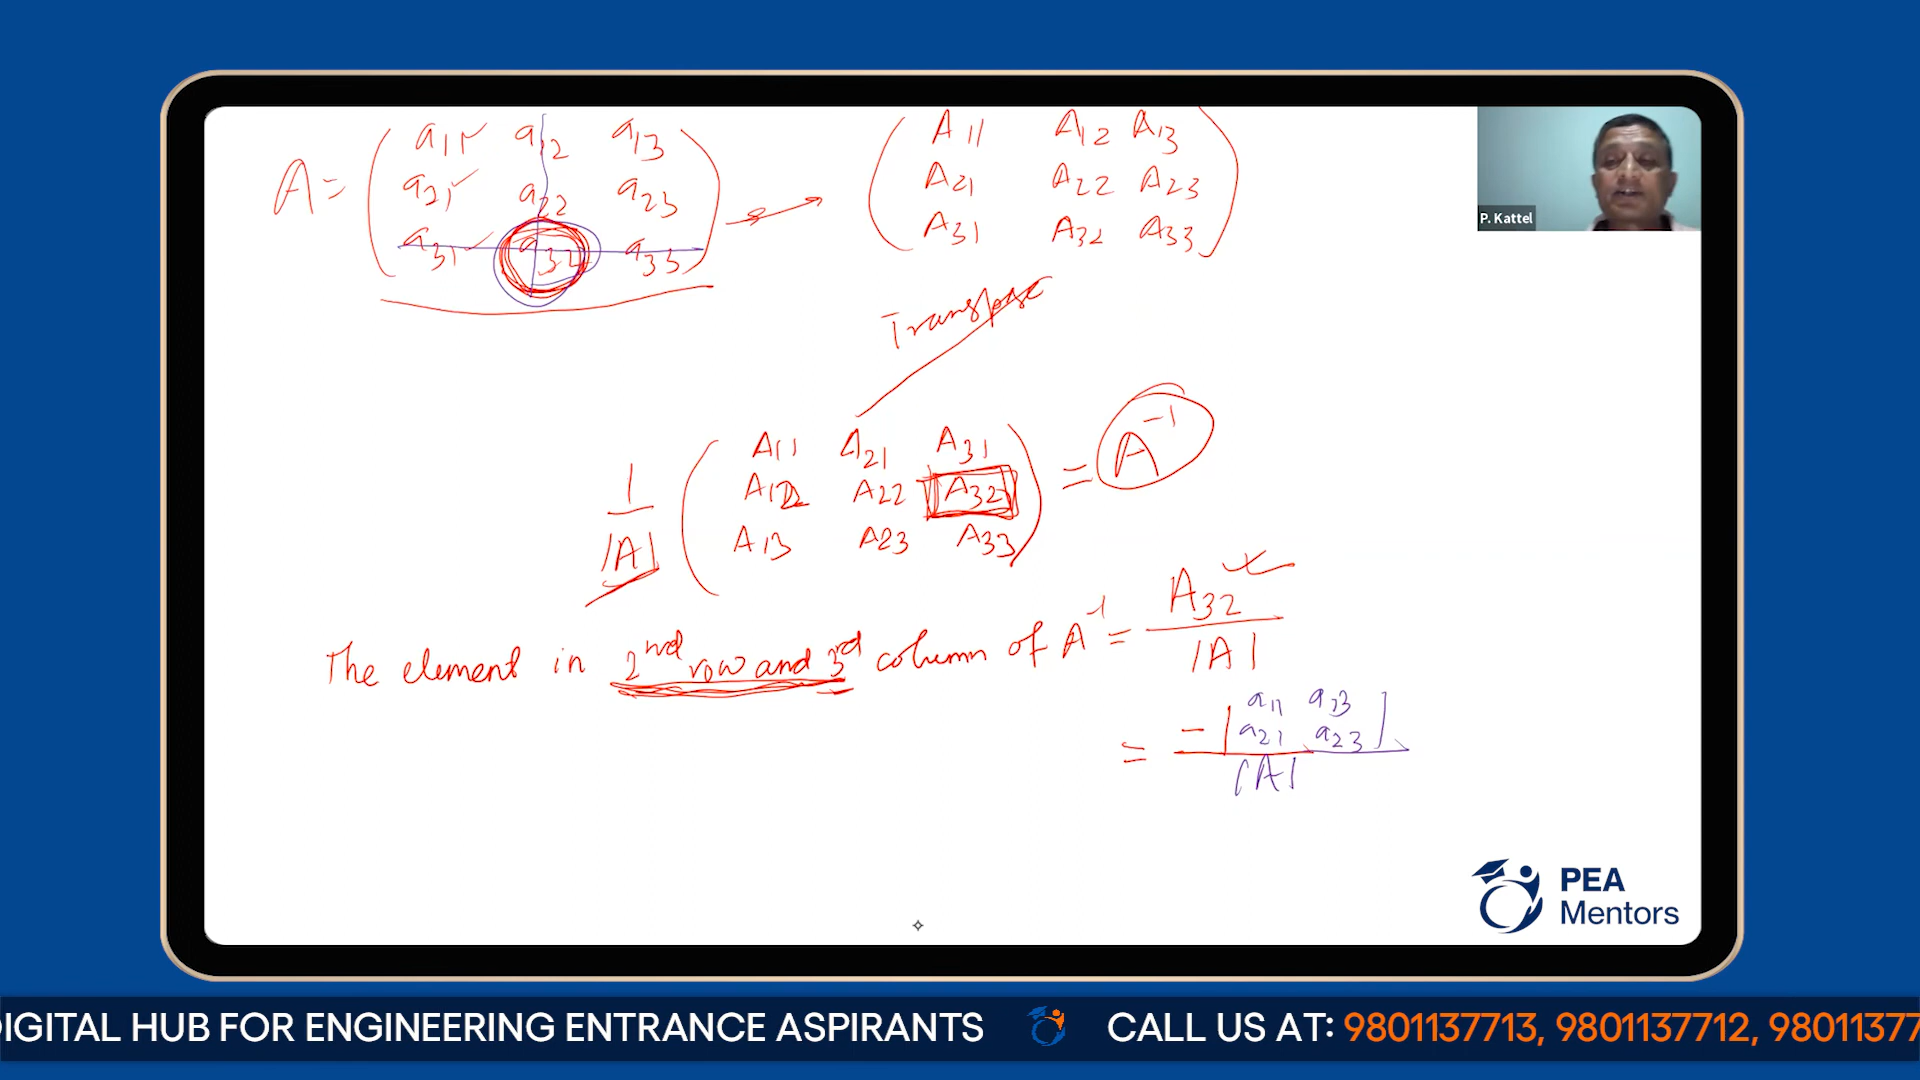 A = ( a11 a12 a13
a21 a22 a23
a31 a32 a33 )
( A11 A12 A13
A21 A22 A23
A31 A32 A33 )
P. Kattel
Transpose
1/|A| ( A11 A21 A31
A12 A22 A32
A13 A23 A33 ) = A⁻¹
The element in 2nd row and 3rd column of A⁻¹ = A32 / |A|
= - | a11 a13
a21 a23 |
/ |A|
PEA
Mentors
DIGITAL HUB FOR ENGINEERING ENTRANCE ASPIRANTS CALL US AT: 9801137713, 9801137712, 98011377